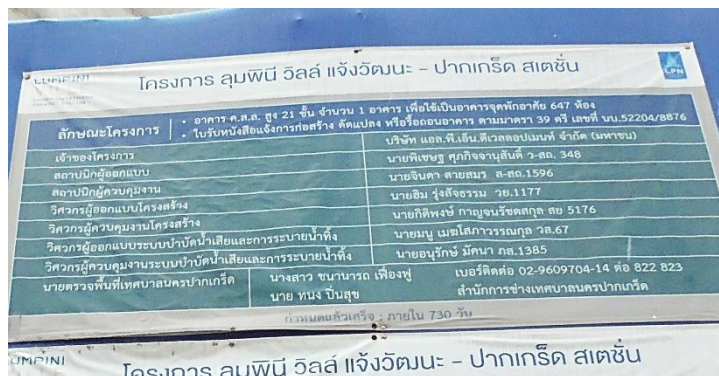 LUMPINI
โครงการ ลุมพินี วิลล์ แจ้งวัฒนะ - ปากเกร็ด สเตชั่น
LPN
ลักษณะโครงการ
• อาคาร ค.ส.ล. สูง 21 ชั้น จำนวน 1 อาคาร เพื่อใช้เป็นอาคารชุดพักอาศัย 647 ห้อง
• ใบรับหนังสือแจ้งการก่อสร้าง ดัดแปลง หรือรื้อถอนอาคาร ตามมาตรา 39 ตรี เลขที่ นบ.52204/8876
เจ้าของโครงการ บริษัท แอล.พี.เอ็น.ดีเวลลอปเมนท์ จำกัด (มหาชน)
สถาปนิกผู้ออกแบบ นายพิเชษฐ ศุภกิจจานุสันติ์ ว-สถ. 348
สถาปนิกผู้ควบคุมงาน นายจินดา สายสมร ส-สถ.1596
วิศวกรผู้ออกแบบโครงสร้าง นายฮิม รุ่งสัจธรรม วย.1177
วิศวกรผู้ควบคุมงานโครงสร้าง นายกิติพงษ์ กาญจนรัชตสกุล สย 5176
วิศวกรผู้ออกแบบระบบบำบัดน้ำเสียและการระบายน้ำทิ้ง นายมนู เมฆโสภาวรรณกุล วส.67
วิศวกรผู้ควบคุมงานระบบบำบัดน้ำเสียและการระบายน้ำทิ้ง นายอนุรักษ์ มัคนา ภส.1385
นายตรวจพื้นที่เทศบาลนครปากเกร็ด นางสาว ชนานารถ เฟื่องฟู เบอร์ติดต่อ 02-9609704-14 ต่อ 822 823
นาย ทนง ปิ่นสุข สำนักการช่างเทศบาลนครปากเกร็ด
กำหนดแล้วเสร็จ : ภายใน 730 วัน
LUMPINI
โครงการ ลุมพินี วิลล์ แจ้งวัฒนะ - ปากเกร็ด สเตชั่น